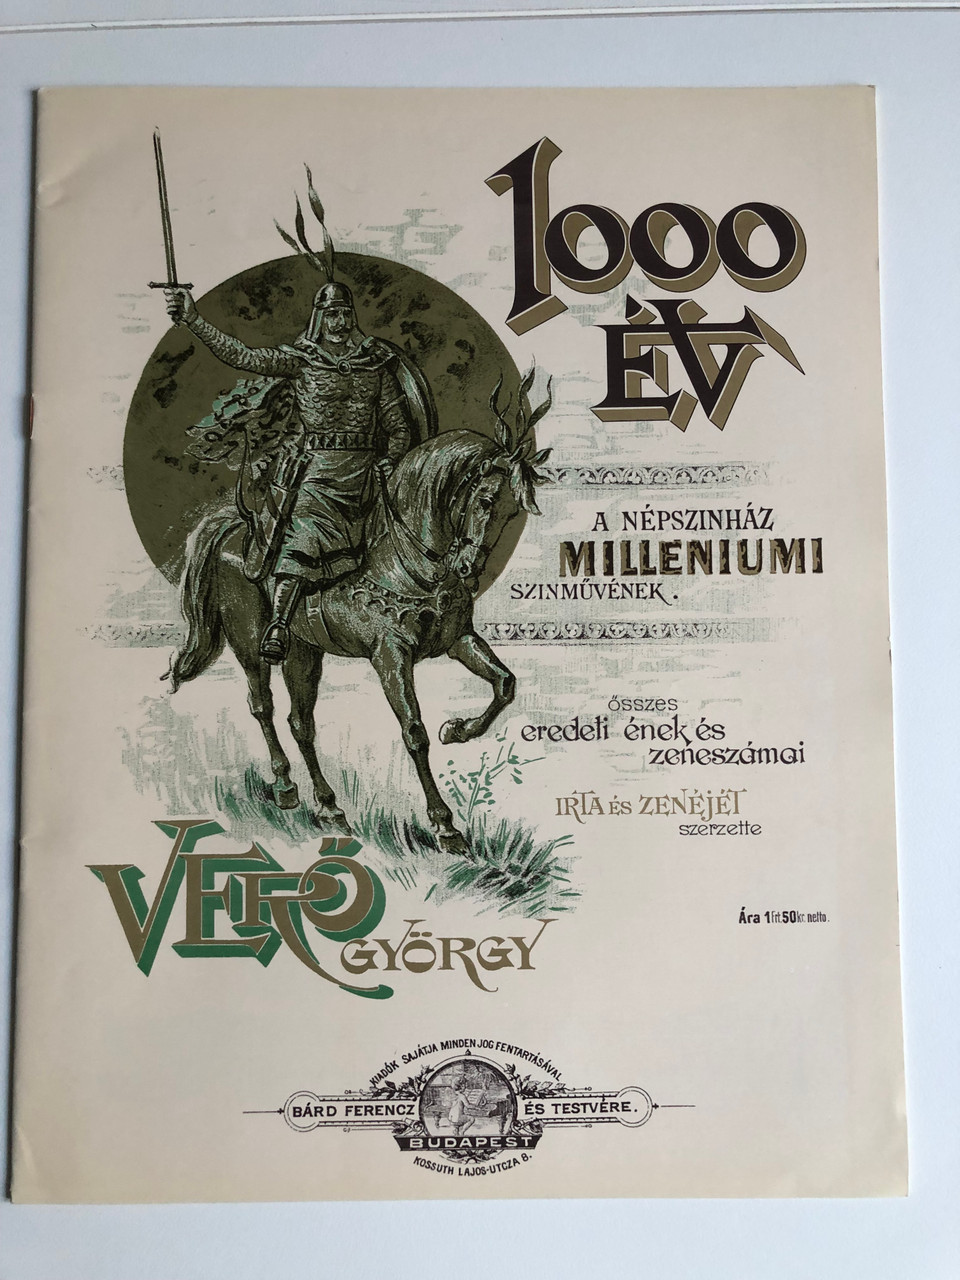 1000
ÉV
A NÉPSZINHÁZ
MILLENIUMI
SZINMŰVÉNEK.
összes
eredeti ének és
zeneszámai
IRTA ÉS ZENÉJÉT
szerzette
VERŐ
GYÖRGY
Ára 1 Frt. 50 kr. netto.
KIADÓK SAJÁTJA MINDEN JOG FENTARTÁSÁVAL
BÁRD FERENCZ ÉS TESTVÉRE.
BUDAPEST
KOSSUTH LAJOS-UTCZA 8.